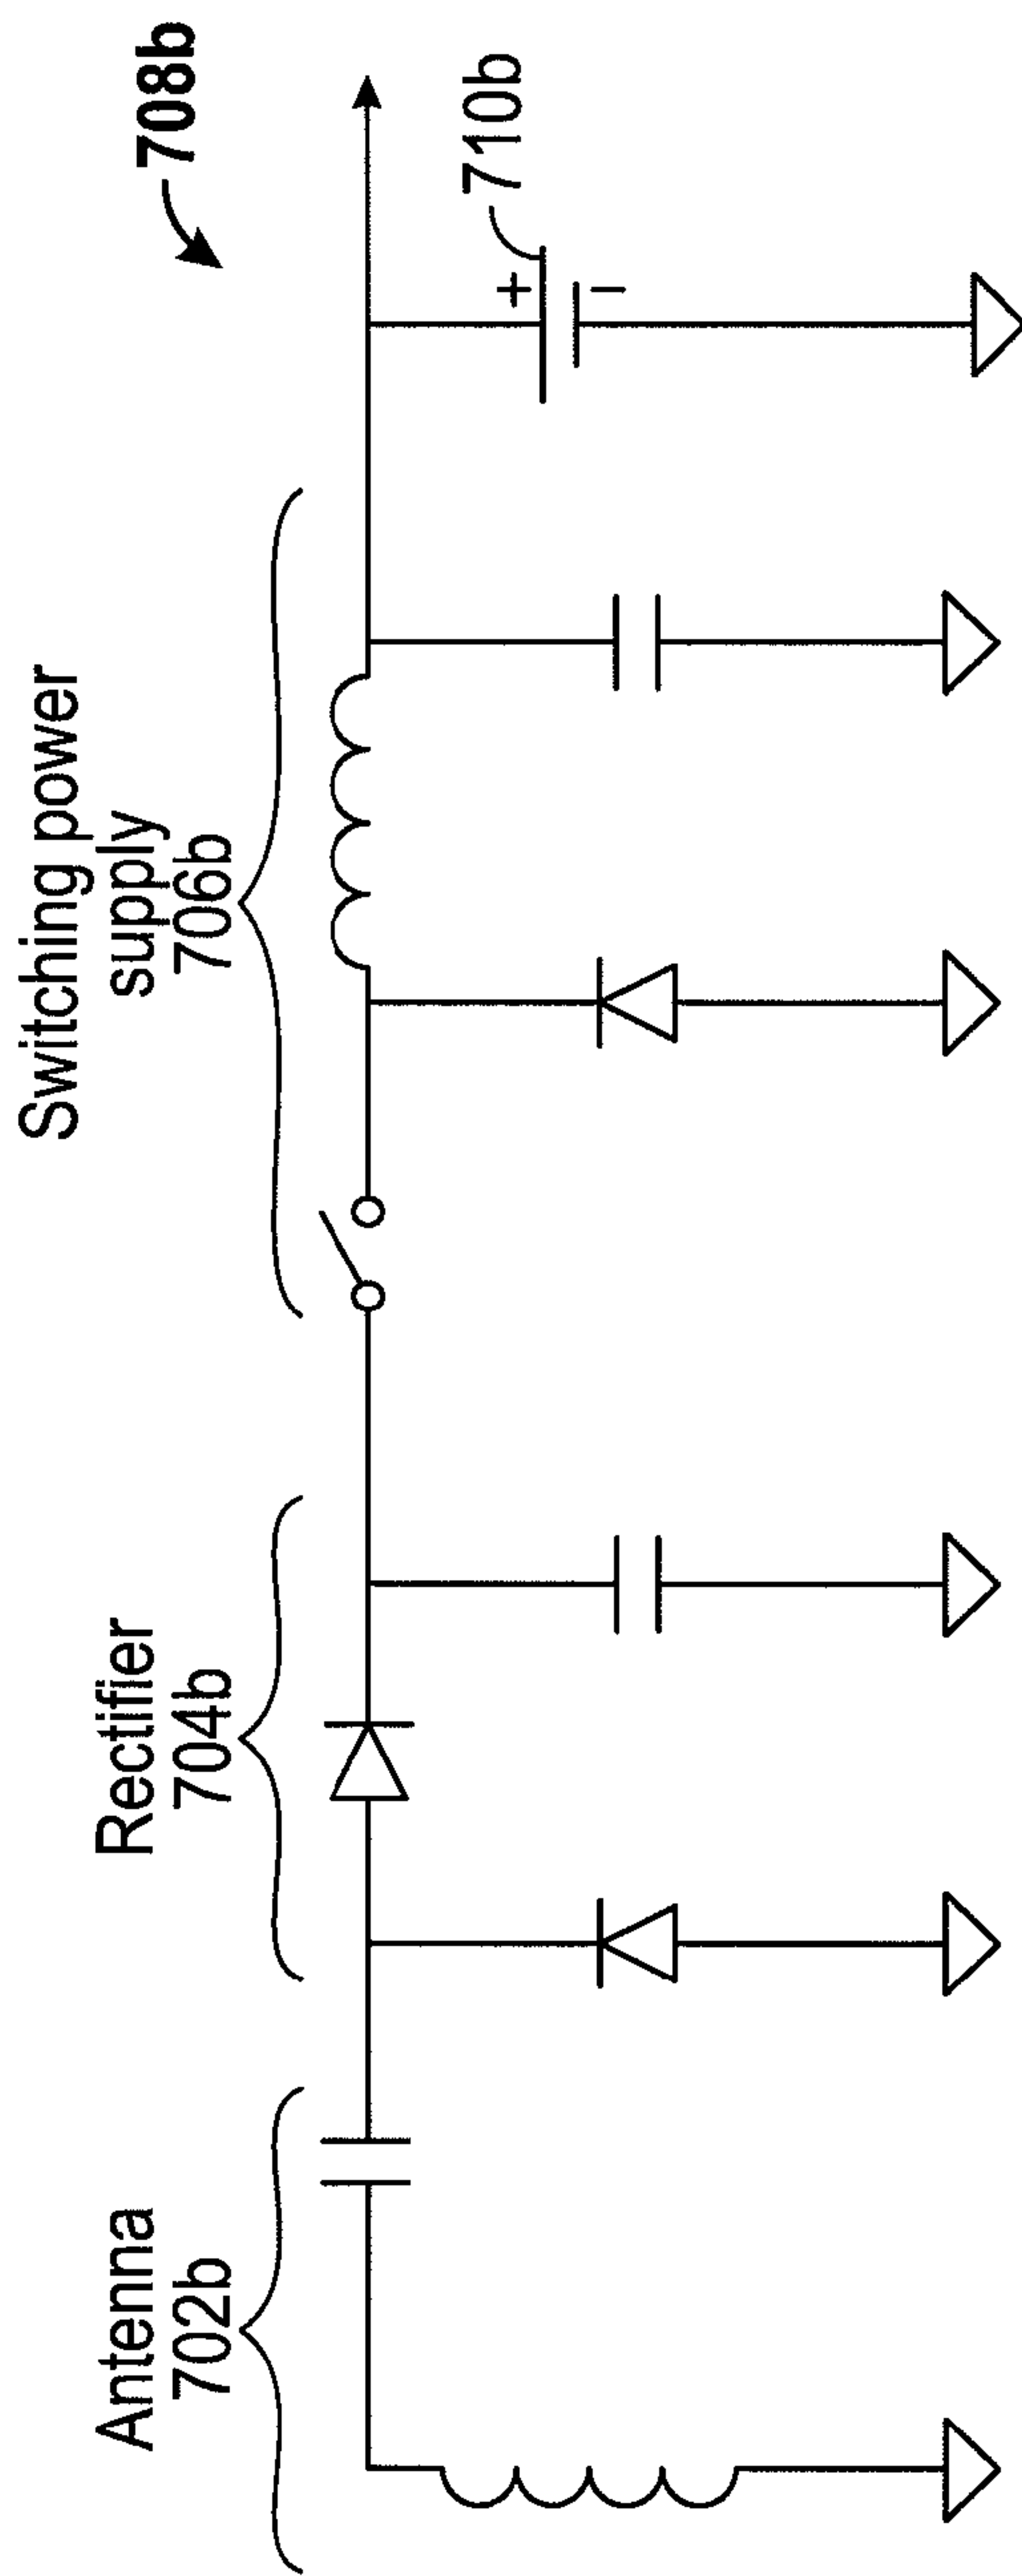 Antenna
702b
Rectifier
704b
Switching power
supply
706b
708b
+
–
710b